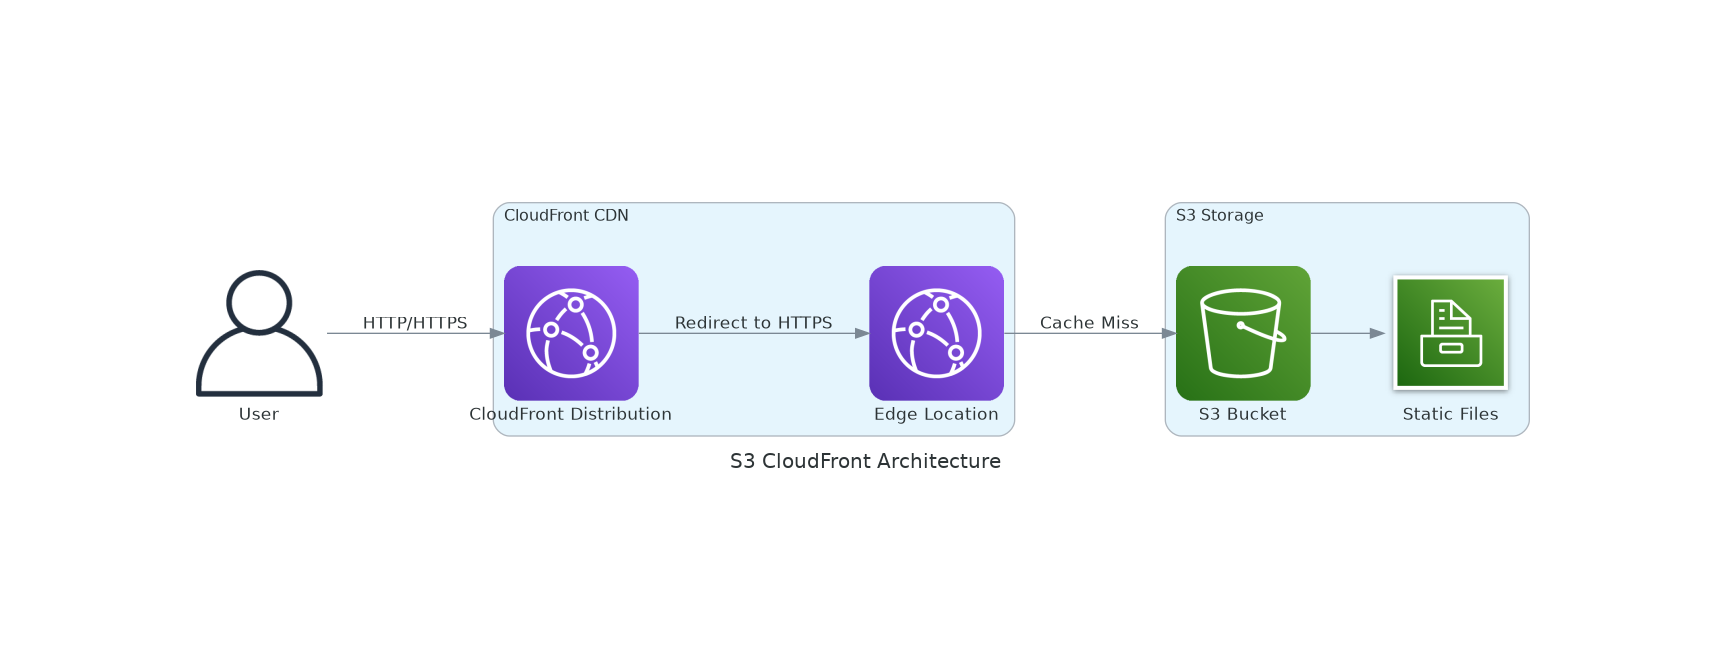 CloudFront CDN
S3 Storage
HTTP/HTTPS
Redirect to HTTPS
Cache Miss
User
CloudFront Distribution
Edge Location
S3 Bucket
Static Files
S3 CloudFront Architecture